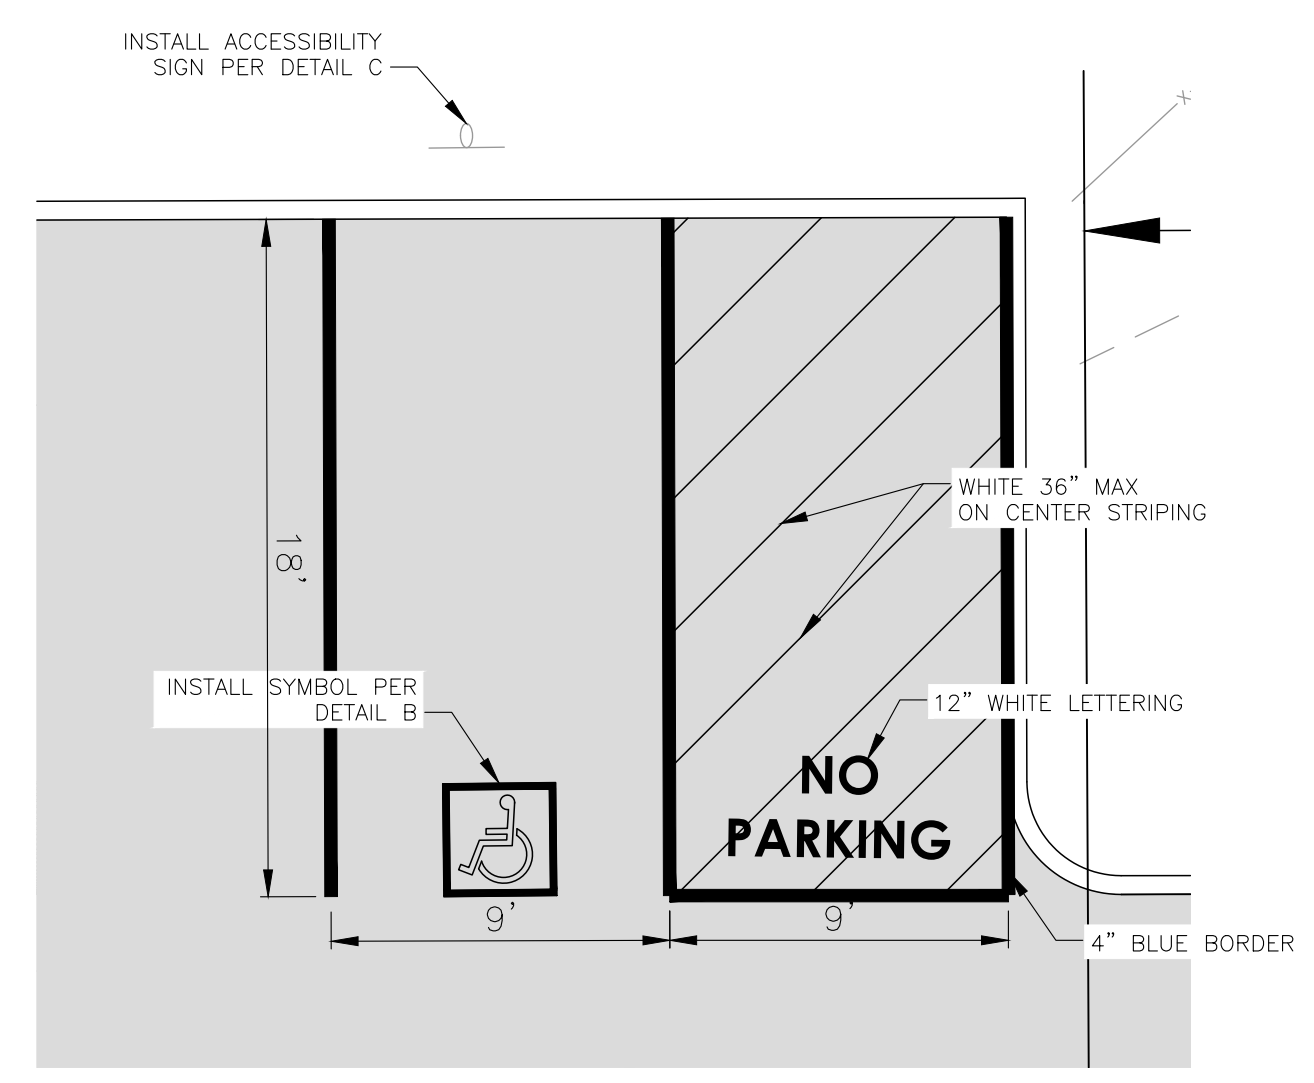 INSTALL ACCESSIBILITY
SIGN PER DETAIL C
WHITE 36" MAX
ON CENTER STRIPING
18'
INSTALL SYMBOL PER
DETAIL B
12" WHITE LETTERING
NO
PARKING
9'
9'
4" BLUE BORDER